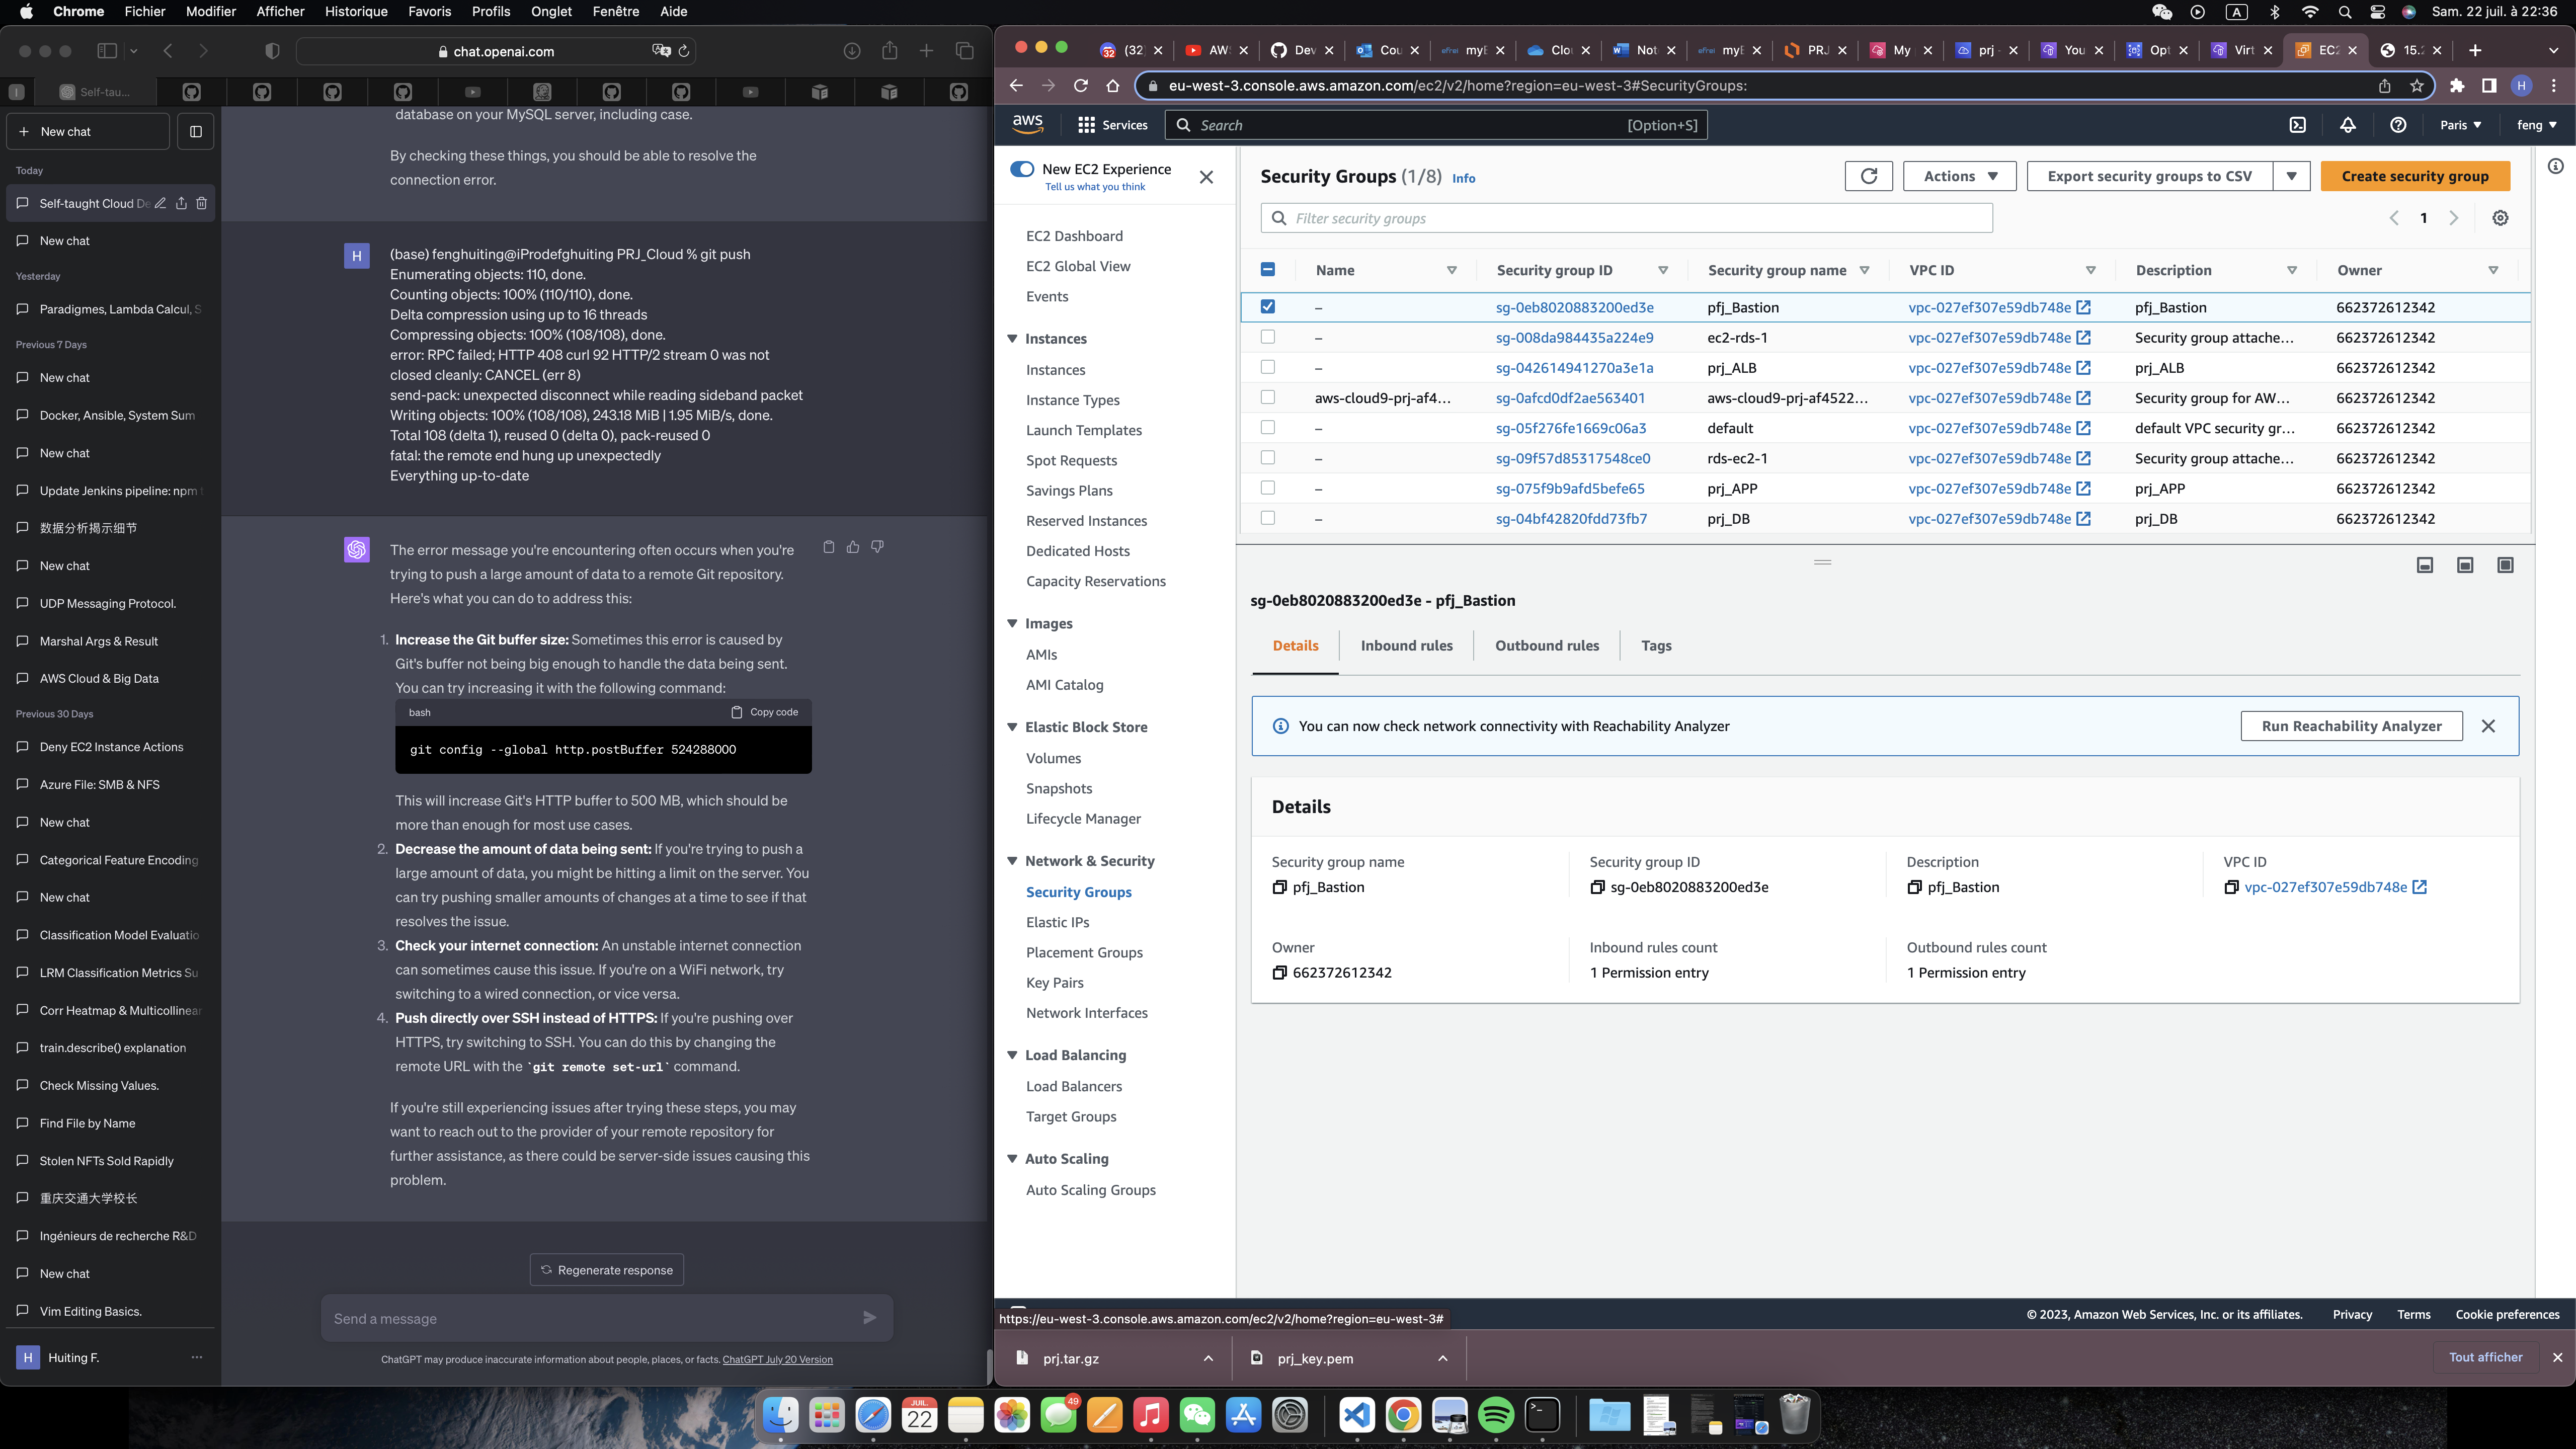 Chrome Fichier Modifier Afficher Historique Favoris Profils Onglet Fenêtre Aide
A
Sam. 22 juil. à 22:36
chat.openai.com
Self-tau...
New chat
Today
Self-taught Cloud De
New chat
Yesterday
Paradigmes, Lambda Calcul, S
Previous 7 Days
New chat
Docker, Ansible, System Sum
New chat
Update Jenkins pipeline: npm
数据分析揭示细节
New chat
UDP Messaging Protocol.
Marshal Args & Result
AWS Cloud & Big Data
Previous 30 Days
Deny EC2 Instance Actions
Azure File: SMB & NFS
New chat
Categorical Feature Encoding
New chat
Classification Model Evaluatio
LRM Classification Metrics Su
Corr Heatmap & Multicollinear
train.describe() explanation
Check Missing Values.
Find File by Name
Stolen NFTs Sold Rapidly
重庆交通大学校长
Ingénieurs de recherche R&D
New chat
Vim Editing Basics.
H Huiting F.
database on your MySQL server, including case.
By checking these things, you should be able to resolve the
connection error.
H
(base) fenghuiting@iProdefghuiting PRJ_Cloud % git push
Enumerating objects: 110, done.
Counting objects: 100% (110/110), done.
Delta compression using up to 16 threads
Compressing objects: 100% (108/108), done.
error: RPC failed; HTTP 408 curl 92 HTTP/2 stream 0 was not
closed cleanly: CANCEL (err 8)
send-pack: unexpected disconnect while reading sideband packet
Writing objects: 100% (108/108), 243.18 MiB | 1.95 MiB/s, done.
Total 108 (delta 1), reused 0 (delta 0), pack-reused 0
fatal: the remote end hung up unexpectedly
Everything up-to-date
The error message you're encountering often occurs when you're
trying to push a large amount of data to a remote Git repository.
Here's what you can do to address this:
1. Increase the Git buffer size: Sometimes this error is caused by
Git's buffer not being big enough to handle the data being sent.
You can try increasing it with the following command:
bash
Copy code
git config --global http.postBuffer 524288000
This will increase Git's HTTP buffer to 500 MB, which should be
more than enough for most use cases.
2. Decrease the amount of data being sent: If you're trying to push a
large amount of data, you might be hitting a limit on the server. You
can try pushing smaller amounts of changes at a time to see if that
resolves the issue.
3. Check your internet connection: An unstable internet connection
can sometimes cause this issue. If you're on a WiFi network, try
switching to a wired connection, or vice versa.
4. Push directly over SSH instead of HTTPS: If you're pushing over
HTTPS, try switching to SSH. You can do this by changing the
remote URL with the `git remote set-url` command.
If you're still experiencing issues after trying these steps, you may
want to reach out to the provider of your remote repository for
further assistance, as there could be server-side issues causing this
problem.
Regenerate response
Send a message
ChatGPT may produce inaccurate information about people, places, or facts. ChatGPT July 20 Version
32 (32) AW Dev Cou efrei myE Clou Not efrei myE PRJ My prj You Opt Virt EC2 15.2
eu-west-3.console.aws.amazon.com/ec2/v2/home?region=eu-west-3#SecurityGroups:
H
aws Services Search [Option+S] Paris feng
New EC2 Experience
Tell us what you think
EC2 Dashboard
EC2 Global View
Events
Instances
Instances
Instance Types
Launch Templates
Spot Requests
Savings Plans
Reserved Instances
Dedicated Hosts
Capacity Reservations
Images
AMIs
AMI Catalog
Elastic Block Store
Volumes
Snapshots
Lifecycle Manager
Network & Security
Security Groups
Elastic IPs
Placement Groups
Key Pairs
Network Interfaces
Load Balancing
Load Balancers
Target Groups
Auto Scaling
Auto Scaling Groups
Security Groups (1/8) Info
Actions
Export security groups to CSV
Create security group
Filter security groups
1
Name Security group ID Security group name VPC ID Description Owner
– sg-0eb8020883200ed3e pfj_Bastion vpc-027ef307e59db748e pfj_Bastion 662372612342
– sg-008da984435a224e9 ec2-rds-1 vpc-027ef307e59db748e Security group attache... 662372612342
– sg-042614941270a3e1a prj_ALB vpc-027ef307e59db748e prj_ALB 662372612342
aws-cloud9-prj-af4... sg-0afcd0df2ae563401 aws-cloud9-prj-af4522... vpc-027ef307e59db748e Security group for AW... 662372612342
– sg-05f276fe1669c06a3 default vpc-027ef307e59db748e default VPC security gr... 662372612342
– sg-09f57d85317548ce0 rds-ec2-1 vpc-027ef307e59db748e Security group attache... 662372612342
– sg-075f9b9afd5befe65 prj_APP vpc-027ef307e59db748e prj_APP 662372612342
– sg-04bf42820fdd73fb7 prj_DB vpc-027ef307e59db748e prj_DB 662372612342
sg-0eb8020883200ed3e - pfj_Bastion
Details Inbound rules Outbound rules Tags
You can now check network connectivity with Reachability Analyzer
Run Reachability Analyzer
Details
Security group name Security group ID Description VPC ID
pfj_Bastion sg-0eb8020883200ed3e pfj_Bastion vpc-027ef307e59db748e
Owner Inbound rules count Outbound rules count
662372612342 1 Permission entry 1 Permission entry
https://eu-west-3.console.aws.amazon.com/ec2/v2/home?region=eu-west-3#
© 2023, Amazon Web Services, Inc. or its affiliates. Privacy Terms Cookie preferences
prj.tar.gz
prj_key.pem
Tout afficher
JUIL.
22
49